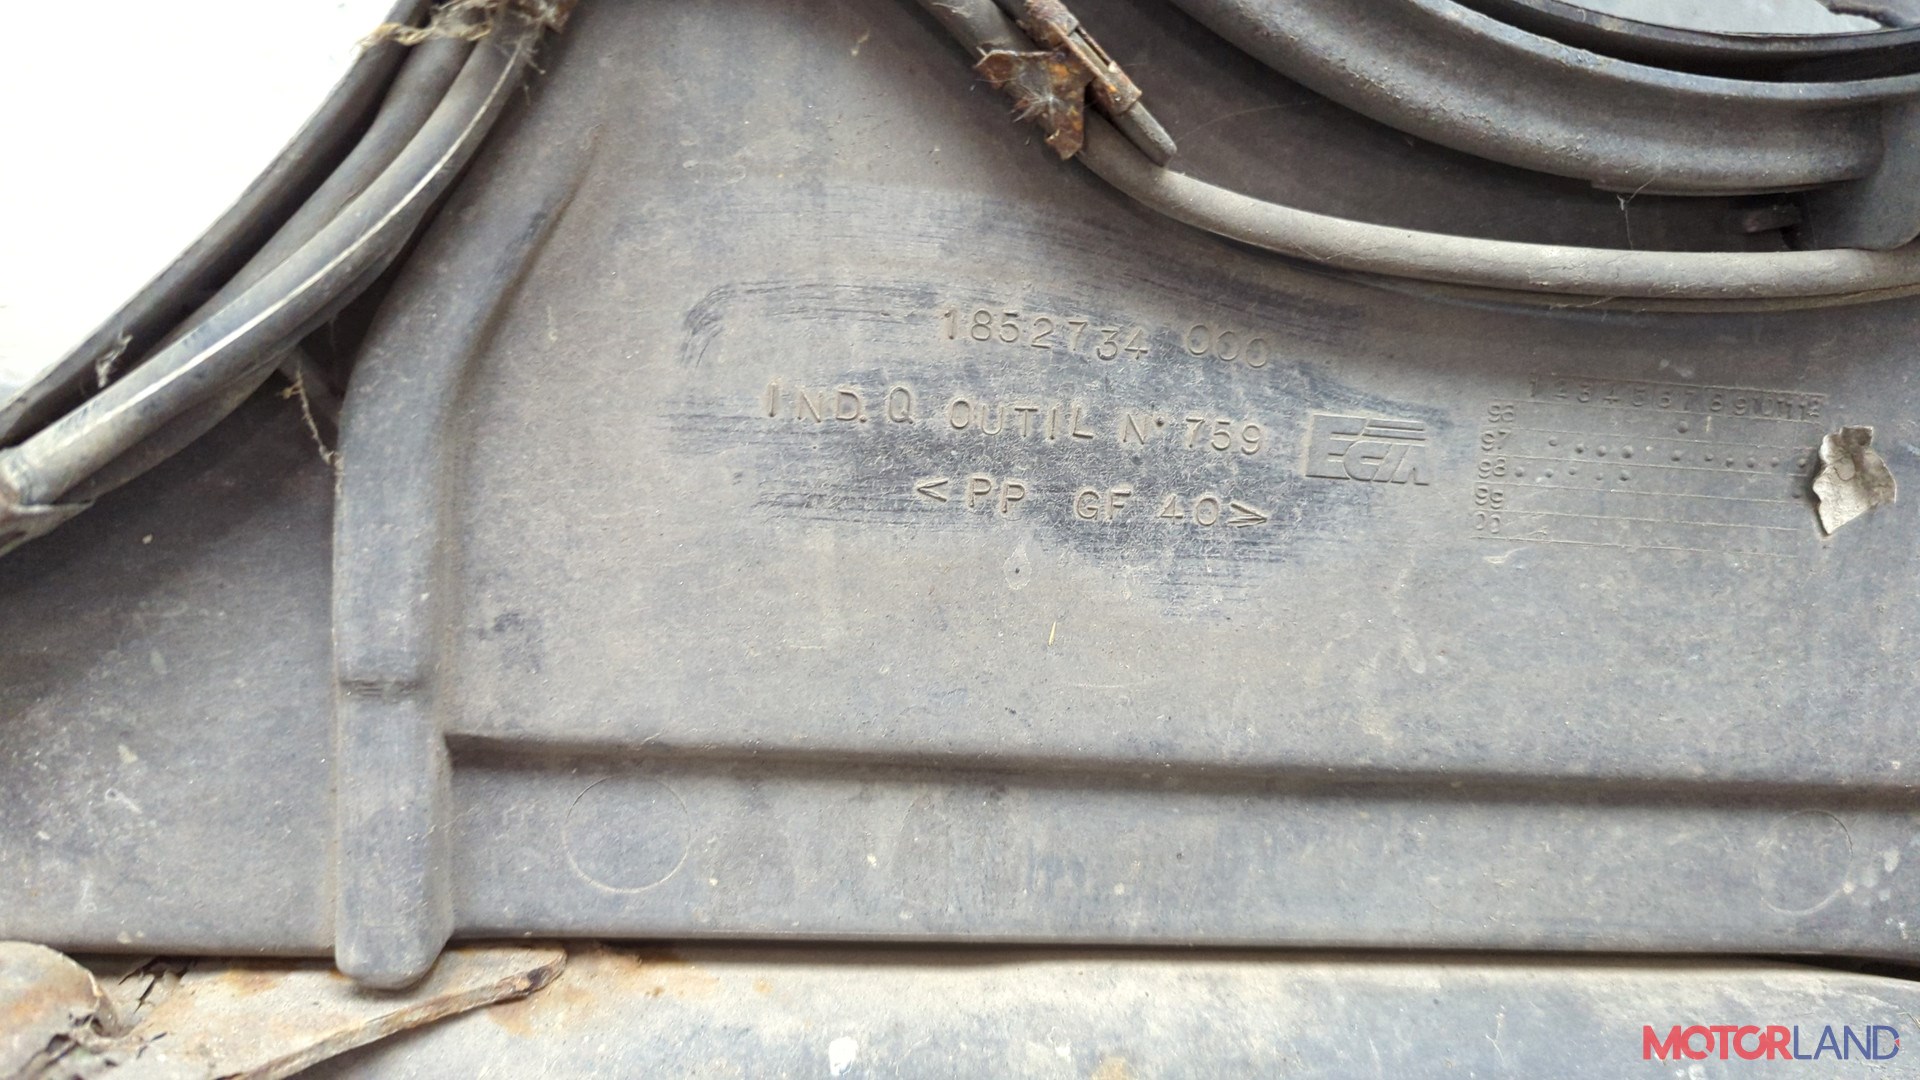 1852734 000
IND. Q OUTIL N° 759
ECIA
<PP GF 40>
1 2 3 4 5 6 7 8 9 10 11 12
96
97
98
99
00
MOTORLAND